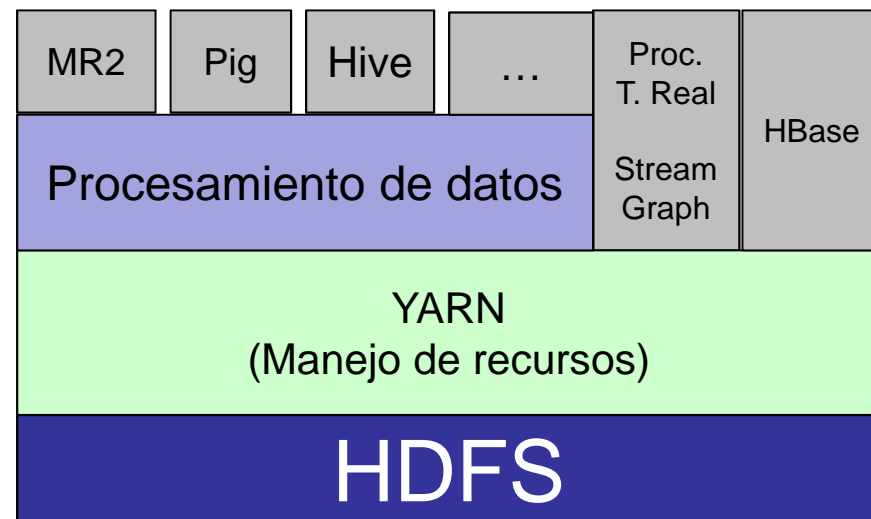 MR2
Pig
Hive
…
Proc.
T. Real
Stream
Graph
HBase
Procesamiento de datos
YARN
(Manejo de recursos)
HDFS